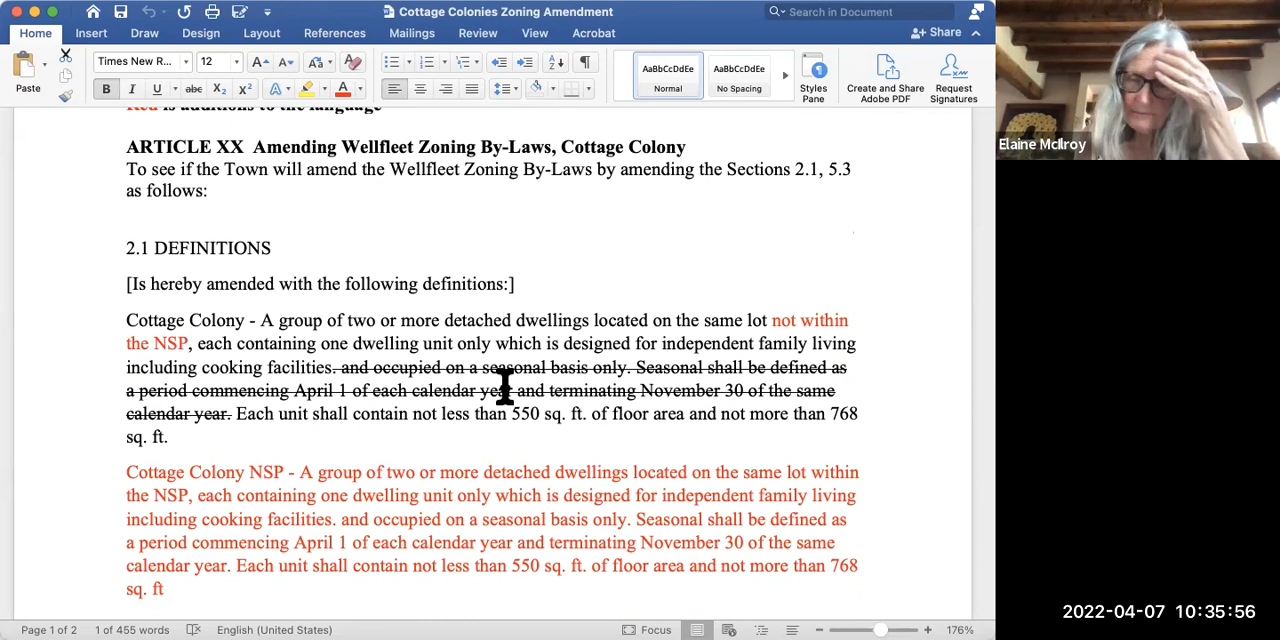 Cottage Colonies Zoning Amendment
Search in Document
Home Insert Draw Design Layout References Mailings Review View Acrobat
Share
Paste
Times New R... 12
AaBbCcDdEe AaBbCcDdEe
Normal No Spacing
Styles Pane
Create and Share Adobe PDF
Request Signatures
Red is additions to the language
ARTICLE XX Amending Wellfleet Zoning By-Laws, Cottage Colony
To see if the Town will amend the Wellfleet Zoning By-Laws by amending the Sections 2.1, 5.3
as follows:
2.1 DEFINITIONS
[Is hereby amended with the following definitions:]
Cottage Colony - A group of two or more detached dwellings located on the same lot not within
the NSP, each containing one dwelling unit only which is designed for independent family living
including cooking facilities. and occupied on a seasonal basis only. Seasonal shall be defined as
a period commencing April 1 of each calendar year and terminating November 30 of the same
calendar year. Each unit shall contain not less than 550 sq. ft. of floor area and not more than 768
sq. ft.
Cottage Colony NSP - A group of two or more detached dwellings located on the same lot within
the NSP, each containing one dwelling unit only which is designed for independent family living
including cooking facilities. and occupied on a seasonal basis only. Seasonal shall be defined as
a period commencing April 1 of each calendar year and terminating November 30 of the same
calendar year. Each unit shall contain not less than 550 sq. ft. of floor area and not more than 768
sq. ft
Page 1 of 2 1 of 455 words English (United States) Focus 176%
Elaine McIlroy
2022-04-07 10:35:56